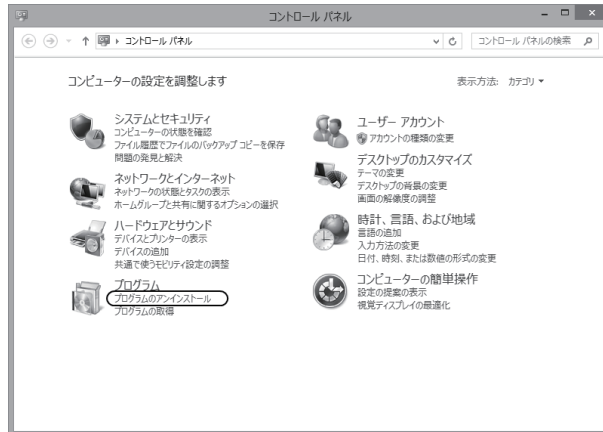 コントロール パネル
コントロール パネル
コントロール パネルの検索
コンピューターの設定を調整します
表示方法: カテゴリ
システムとセキュリティ
コンピューターの状態を確認
ファイル履歴でファイルのバックアップ コピーを保存
問題の発見と解決
ネットワークとインターネット
ネットワークの状態とタスクの表示
ホームグループと共有に関するオプションの選択
ハードウェアとサウンド
デバイスとプリンターの表示
デバイスの追加
共通で使うモビリティ設定の調整
プログラム
プログラムのアンインストール
プログラムの取得
ユーザー アカウント
アカウントの種類の変更
デスクトップのカスタマイズ
テーマの変更
デスクトップの背景の変更
画面の解像度の調整
時計、言語、および地域
言語の追加
入力方法の変更
日付、時刻、または数値の形式の変更
コンピューターの簡単操作
設定の提案の表示
視覚ディスプレイの最適化